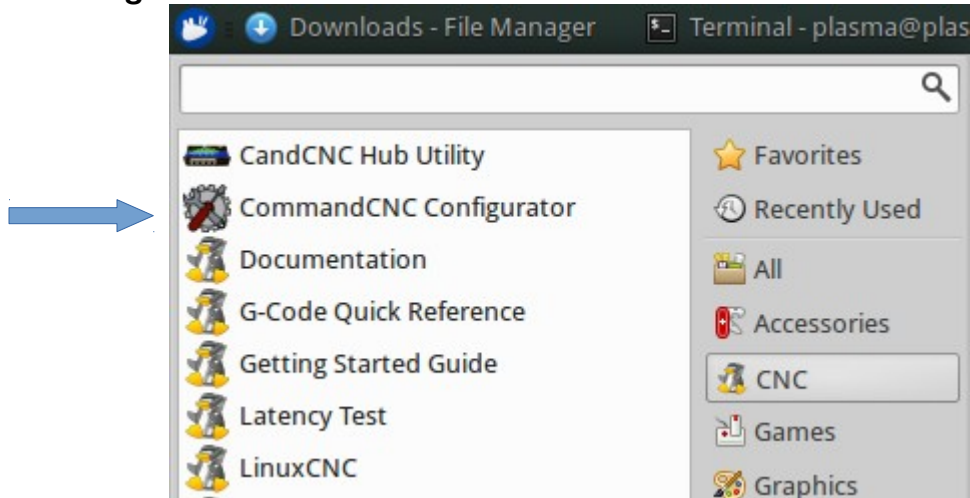 Downloads - File Manager
Terminal - plasma@plas
CandCNC Hub Utility
CommandCNC Configurator
Documentation
G-Code Quick Reference
Getting Started Guide
Latency Test
LinuxCNC
Favorites
Recently Used
All
Accessories
CNC
Games
Graphics